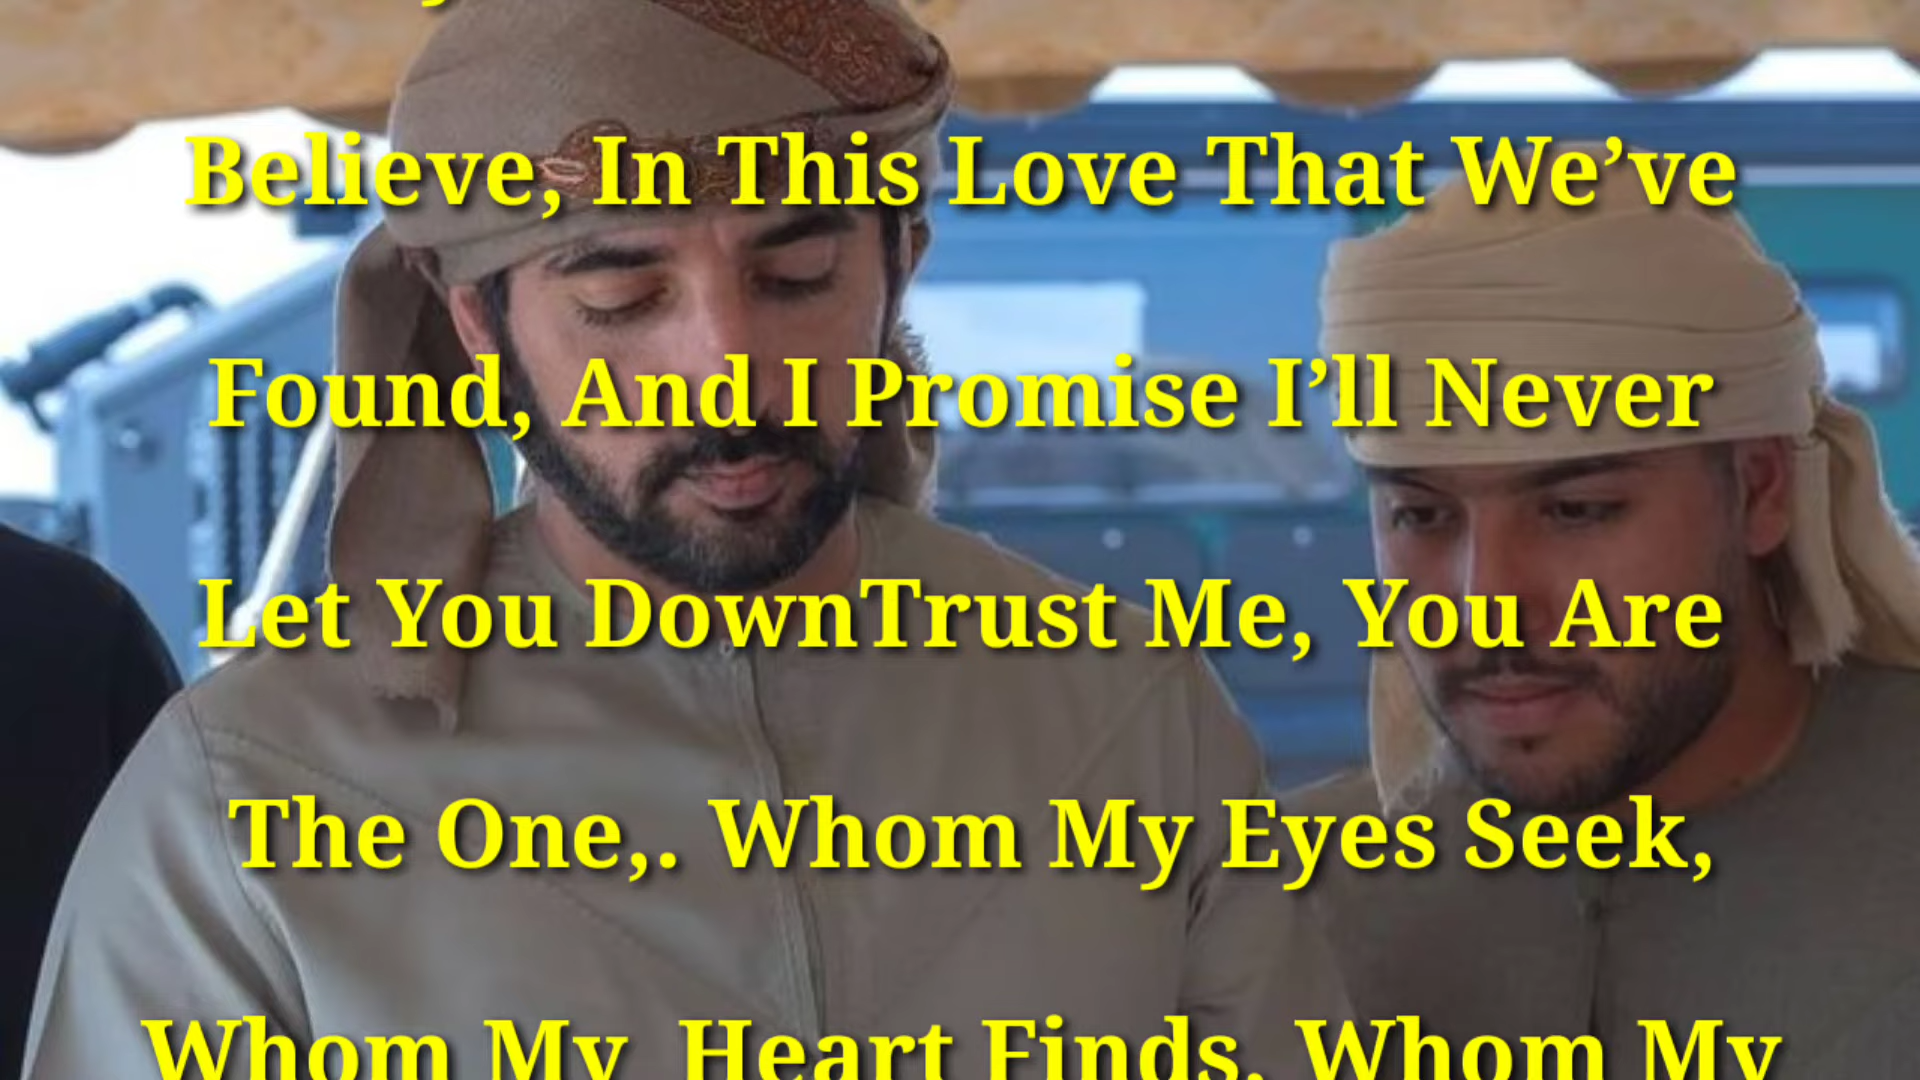 Believe, In This Love That We’ve
Found, And I Promise I’ll Never
Let You DownTrust Me, You Are
The One,. Whom My Eyes Seek,
Whom My Heart Finds, Whom My